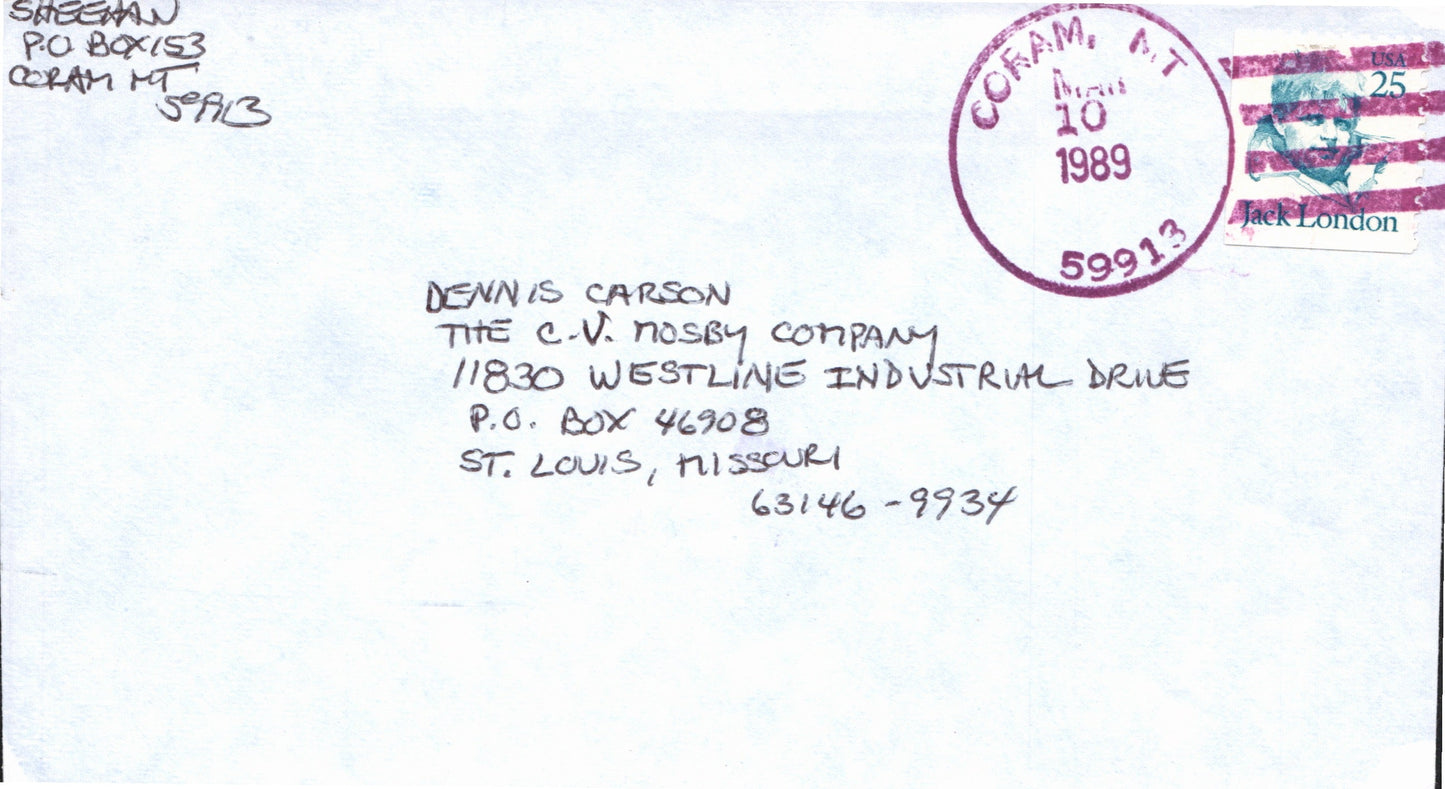 SHEEHAN
P.O. BOX 153
CORAM MT
59913
CORAM, MT
MAR
10
1989
59913
USA
25
Jack London
DENNIS CARSON
THE C.V. MOSBY COMPANY
11830 WESTLINE INDUSTRIAL DRIVE
P.O. BOX 46908
ST. LOUIS, MISSOURI
63146-9934